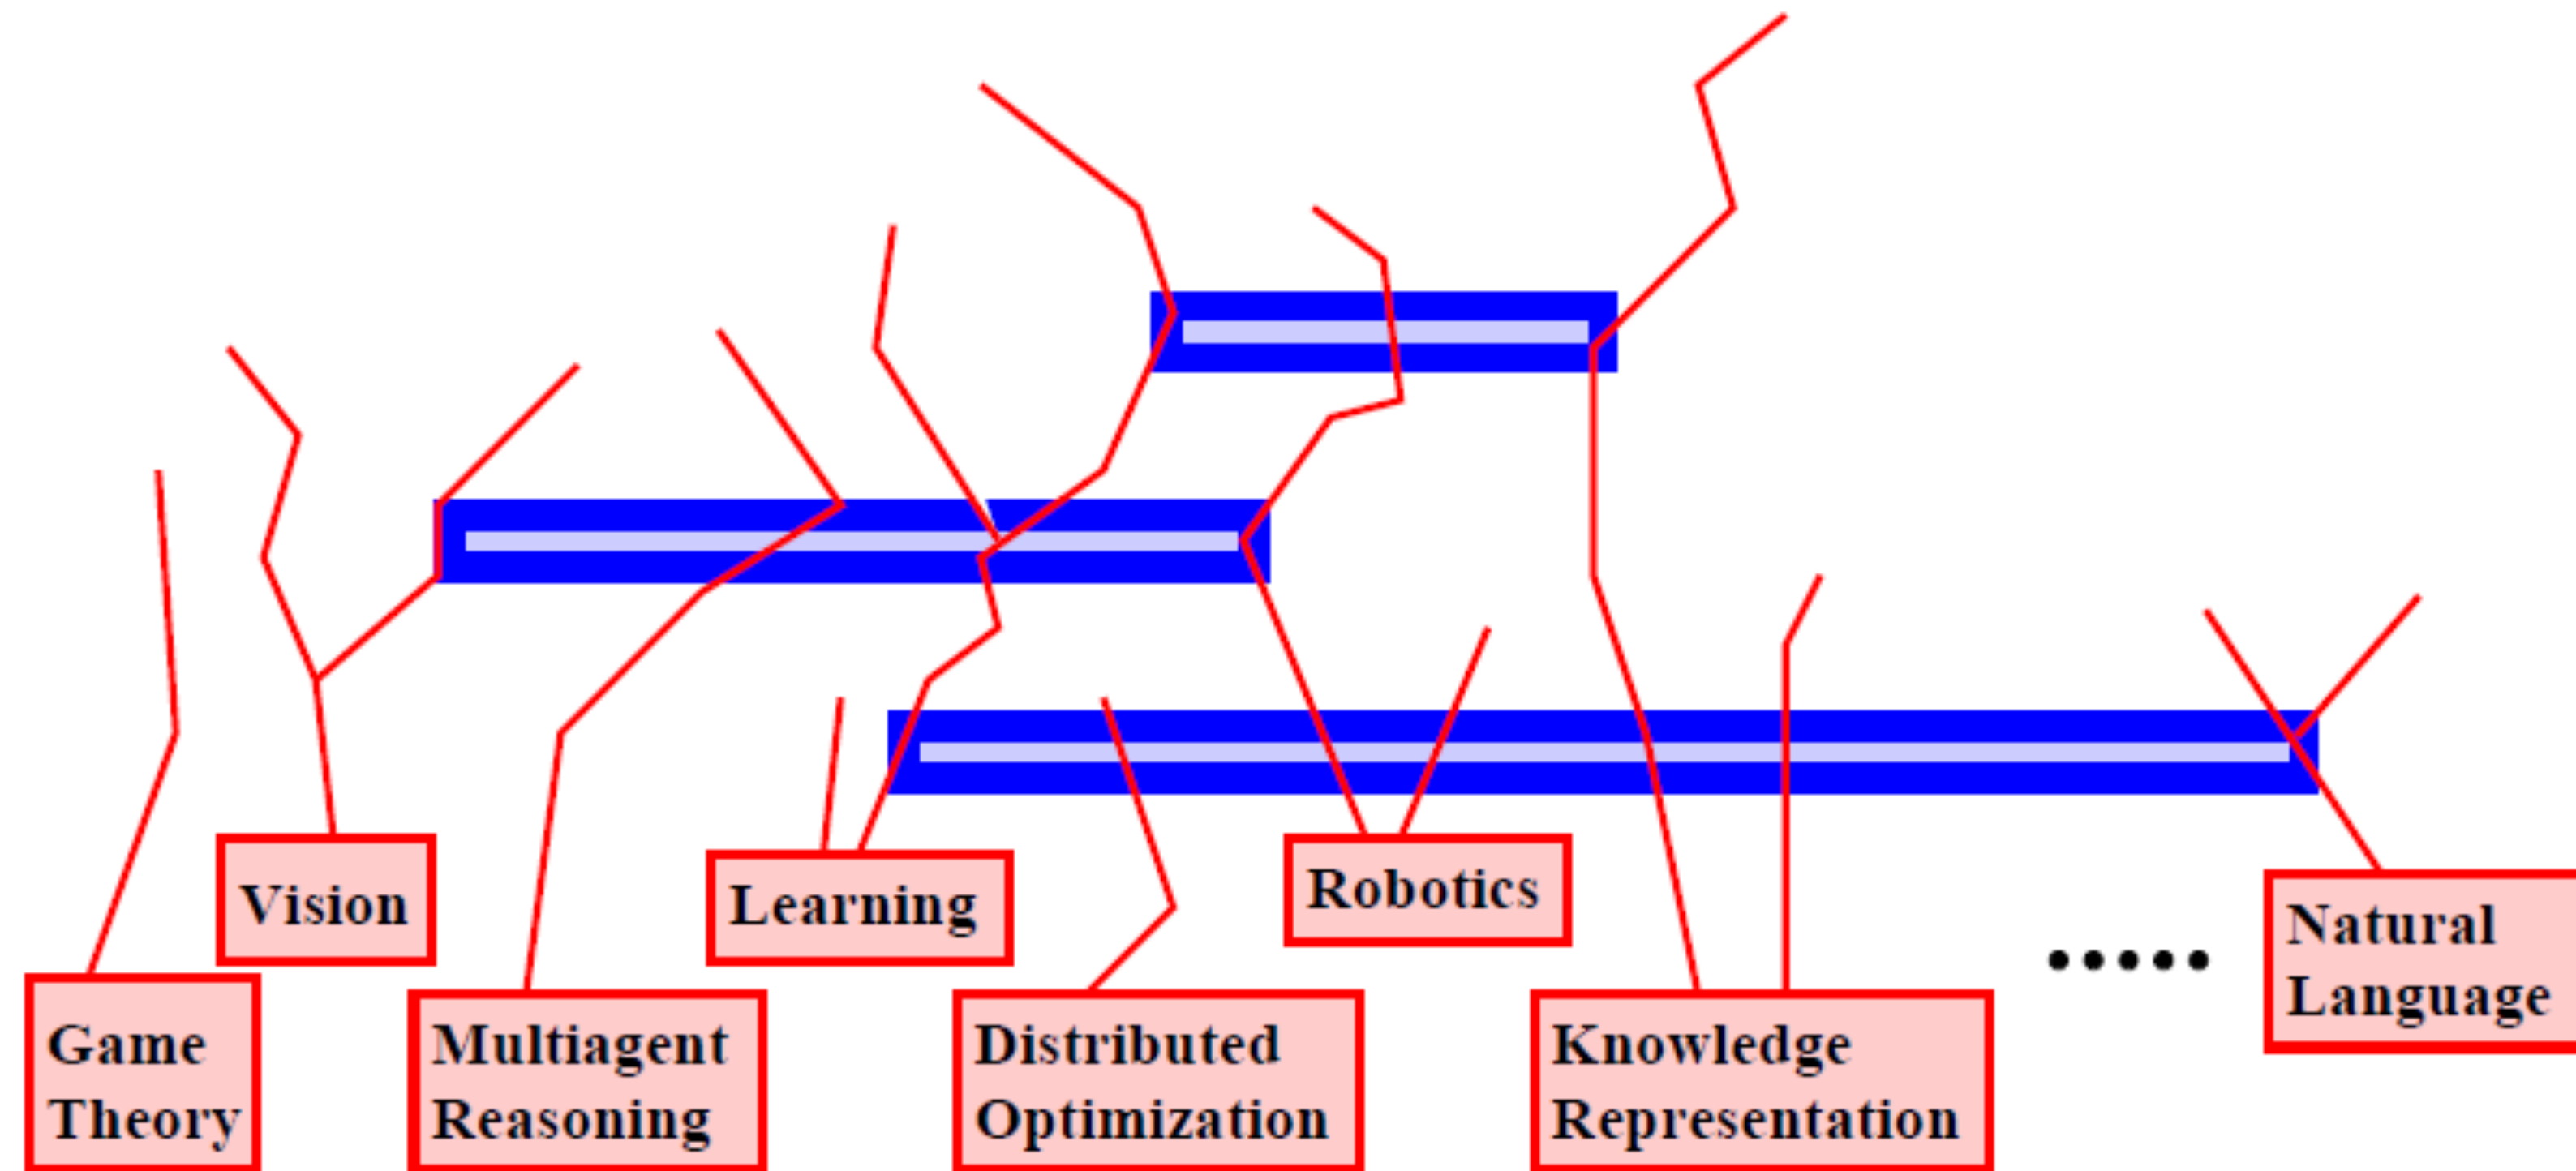 Vision
Learning
Robotics
Natural
Language
Game
Theory
Multiagent
Reasoning
Distributed
Optimization
Knowledge
Representation
.....